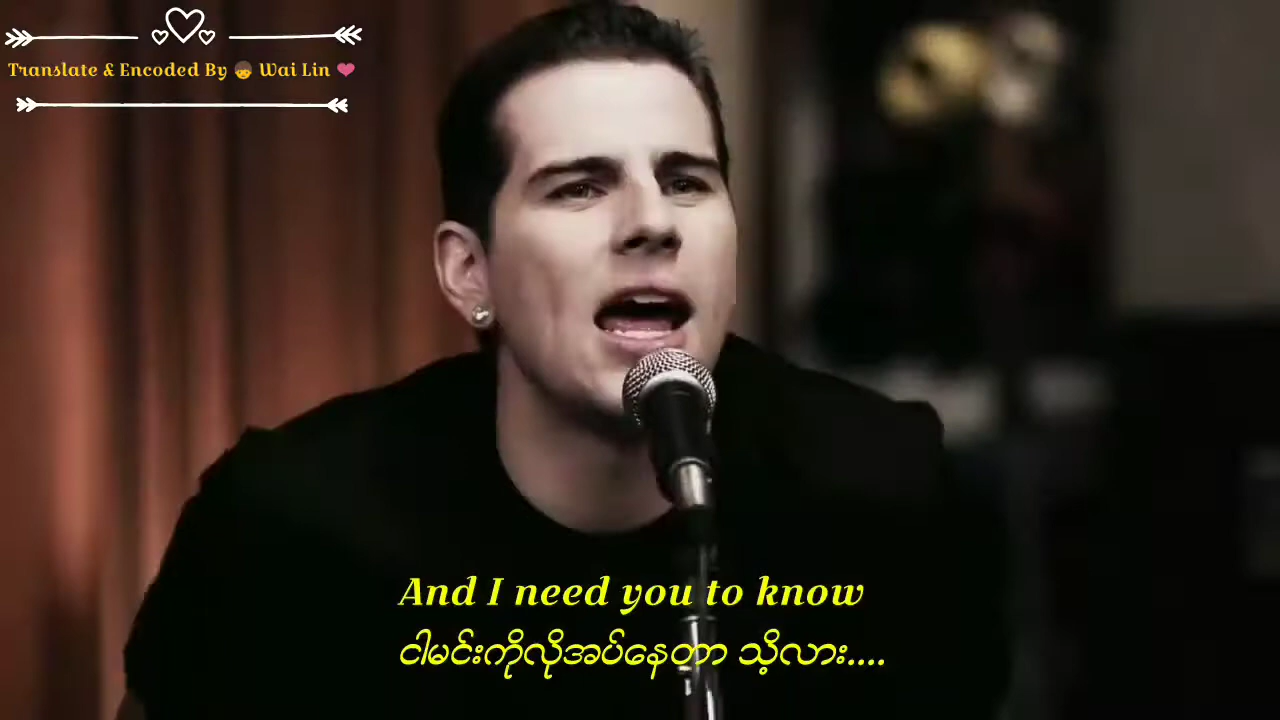 Translate & Encoded By 👦 Wai Lin ❤
And I need you to know
ငါမင်းကိုလိုအပ်နေတာ သိ့လား....